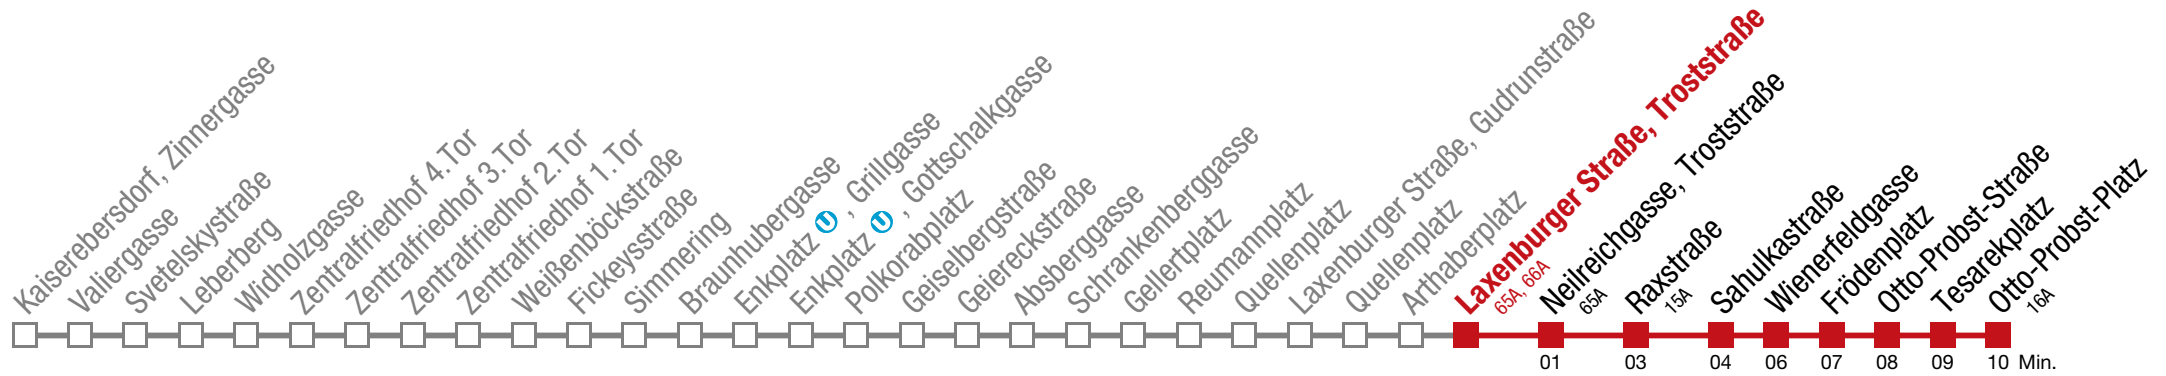 Kaiserebersdorf, Zinnergasse
Valiergasse
Svetelskystraße
Leberberg
Widholzgasse
Zentralfriedhof 4. Tor
Zentralfriedhof 3. Tor
Zentralfriedhof 2. Tor
Zentralfriedhof 1. Tor
Weißenböckstraße
Fickeysstraße
Simmering
Braunhubergasse
Enkplatz U, Grillgasse
Enkplatz U, Gottschalkgasse
Polkorabplatz
Geiselbergstraße
Geiereckstraße
Absberggasse
Schrankenberggasse
Gellertplatz
Reumannplatz
Quellenplatz
Laxenburger Straße, Gudrunstraße
Quellenplatz
Arthaberplatz
Laxenburger Straße, Troststraße
65A, 66A
Neilreichgasse, Troststraße
65A
Raxstraße
15A
Sahulkastraße
Wienerfeldgasse
Frödenplatz
Otto-Probst-Straße
Tesarekplatz
Otto-Probst-Platz
16A
01 03 04 06 07 08 09 10 Min.